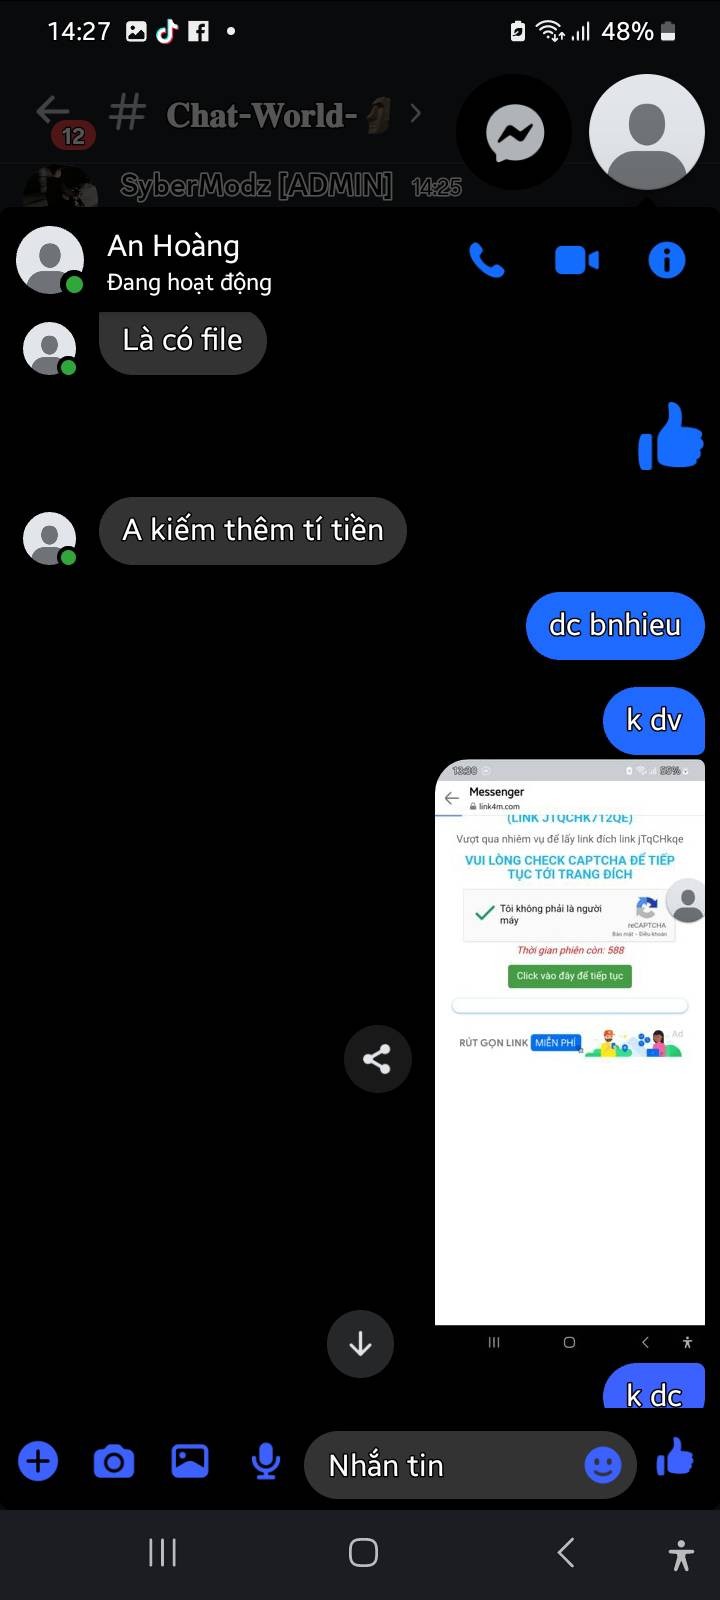 14:27
48%
12
# Chat-World-🗿 >
SyberModz [ADMIN] 14:25
An Hoàng
Đang hoạt động
Là có file
A kiếm thêm tí tiền
dc bnhieu
k dv
13:30
55%
Messenger
link4m.com
(LINK JTQCHK712QE)
Vượt qua nhiệm vụ để lấy link đích link jTqCHkqe
VUI LÒNG CHECK CAPTCHA ĐỂ TIẾP
TỤC TỚI TRANG ĐÍCH
Tôi không phải là người
máy
reCAPTCHA
Bảo mật - Điều khoản
Thời gian phiên còn: 588
Click vào đây để tiếp tục
RÚT GỌN LINK MIỄN PHÍ
Ad
k dc
Nhắn tin